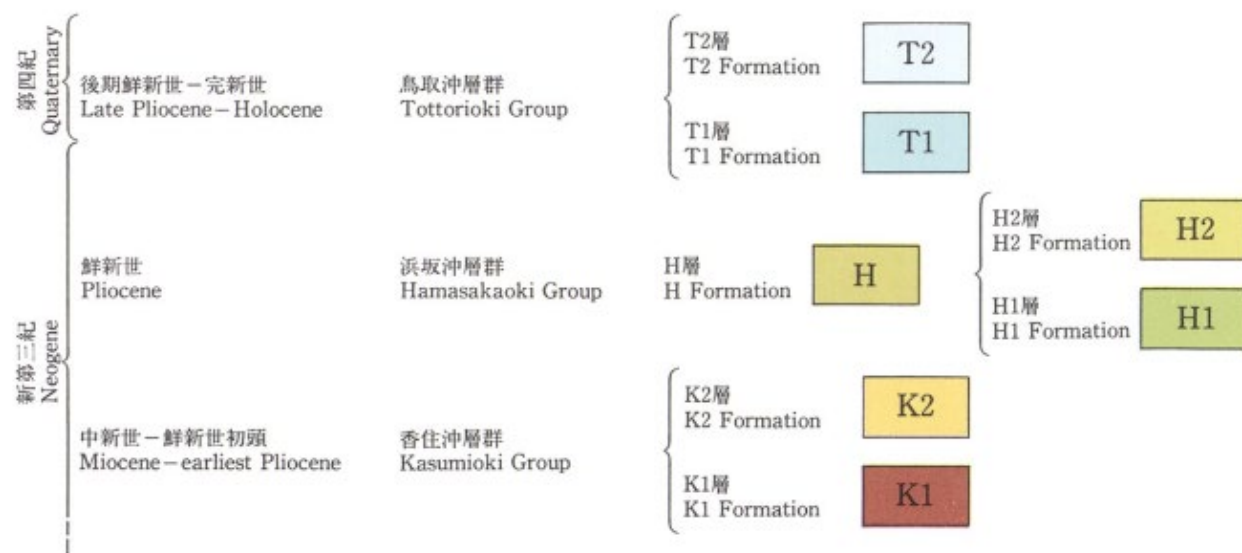 第四紀
Quaternary
後期鮮新世－完新世
Late Pliocene－Holocene
鳥取沖層群
Tottorioki Group
T2層
T2 Formation
T2
T1層
T1 Formation
T1
新第三紀
Neogene
鮮新世
Pliocene
浜坂沖層群
Hamasakaoki Group
H層
H Formation
H
H2層
H2 Formation
H2
H1層
H1 Formation
H1
中新世－鮮新世初頭
Miocene－earliest Pliocene
香住沖層群
Kasumioki Group
K2層
K2 Formation
K2
K1層
K1 Formation
K1